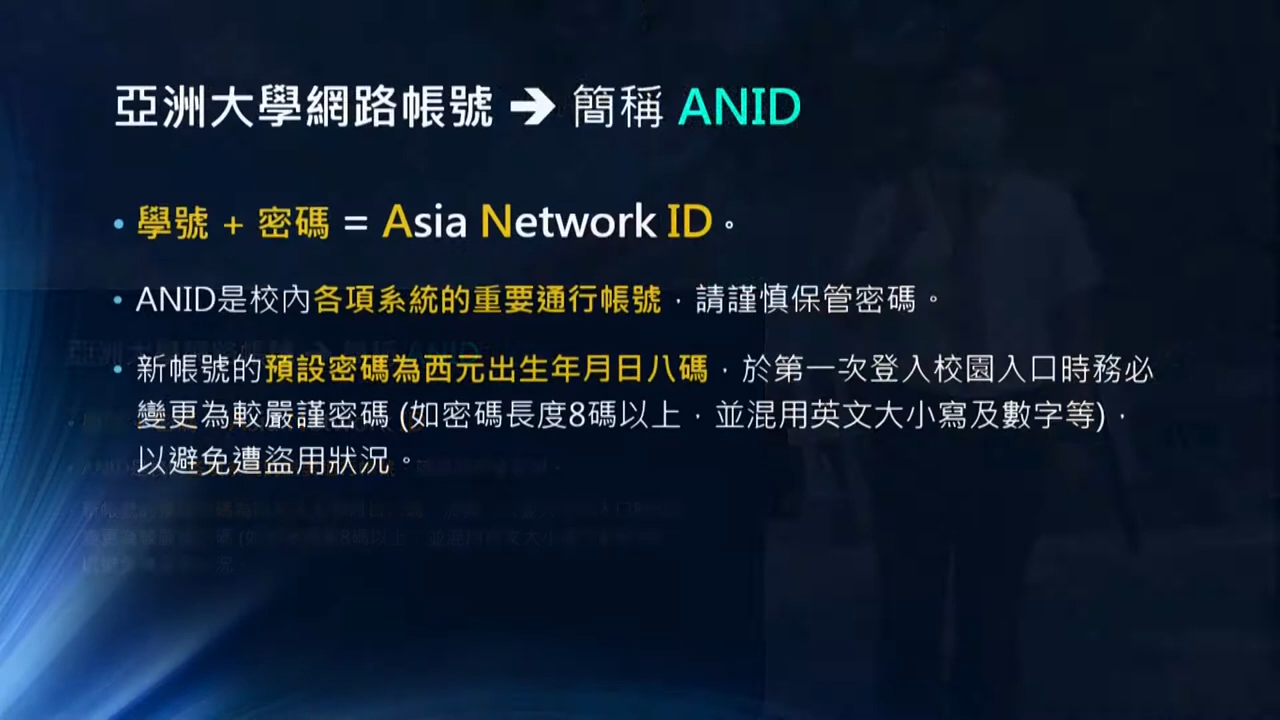 亞洲大學網路帳號 ➔ 簡稱 ANID
• 學號 + 密碼 = Asia Network ID。
• ANID是校內各項系統的重要通行帳號，請謹慎保管密碼。
• 新帳號的預設密碼為西元出生年月日八碼，於第一次登入校園入口時務必
變更為較嚴謹密碼 (如密碼長度8碼以上，並混用英文大小寫及數字等)，
以避免遭盜用狀況。